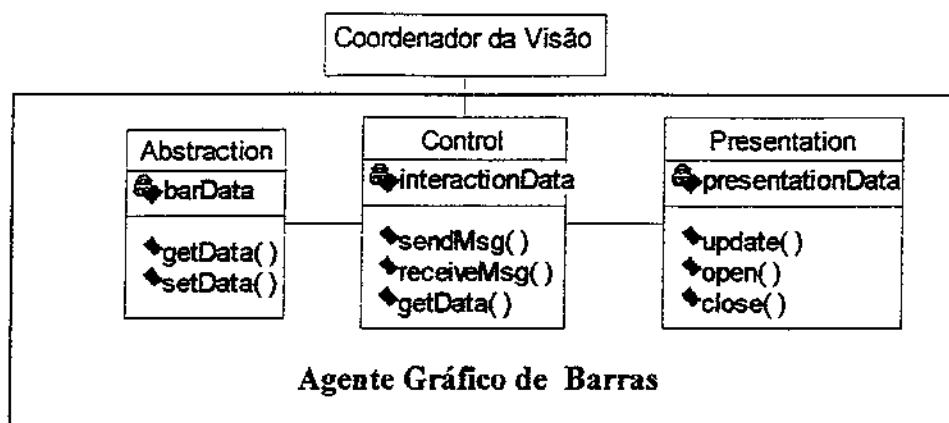 Coordenador da Visão
Abstraction
barData
getData()
setData()
Control
interactionData
sendMsg()
receiveMsg()
getData()
Presentation
presentationData
update()
open()
close()
Agente Gráfico de Barras